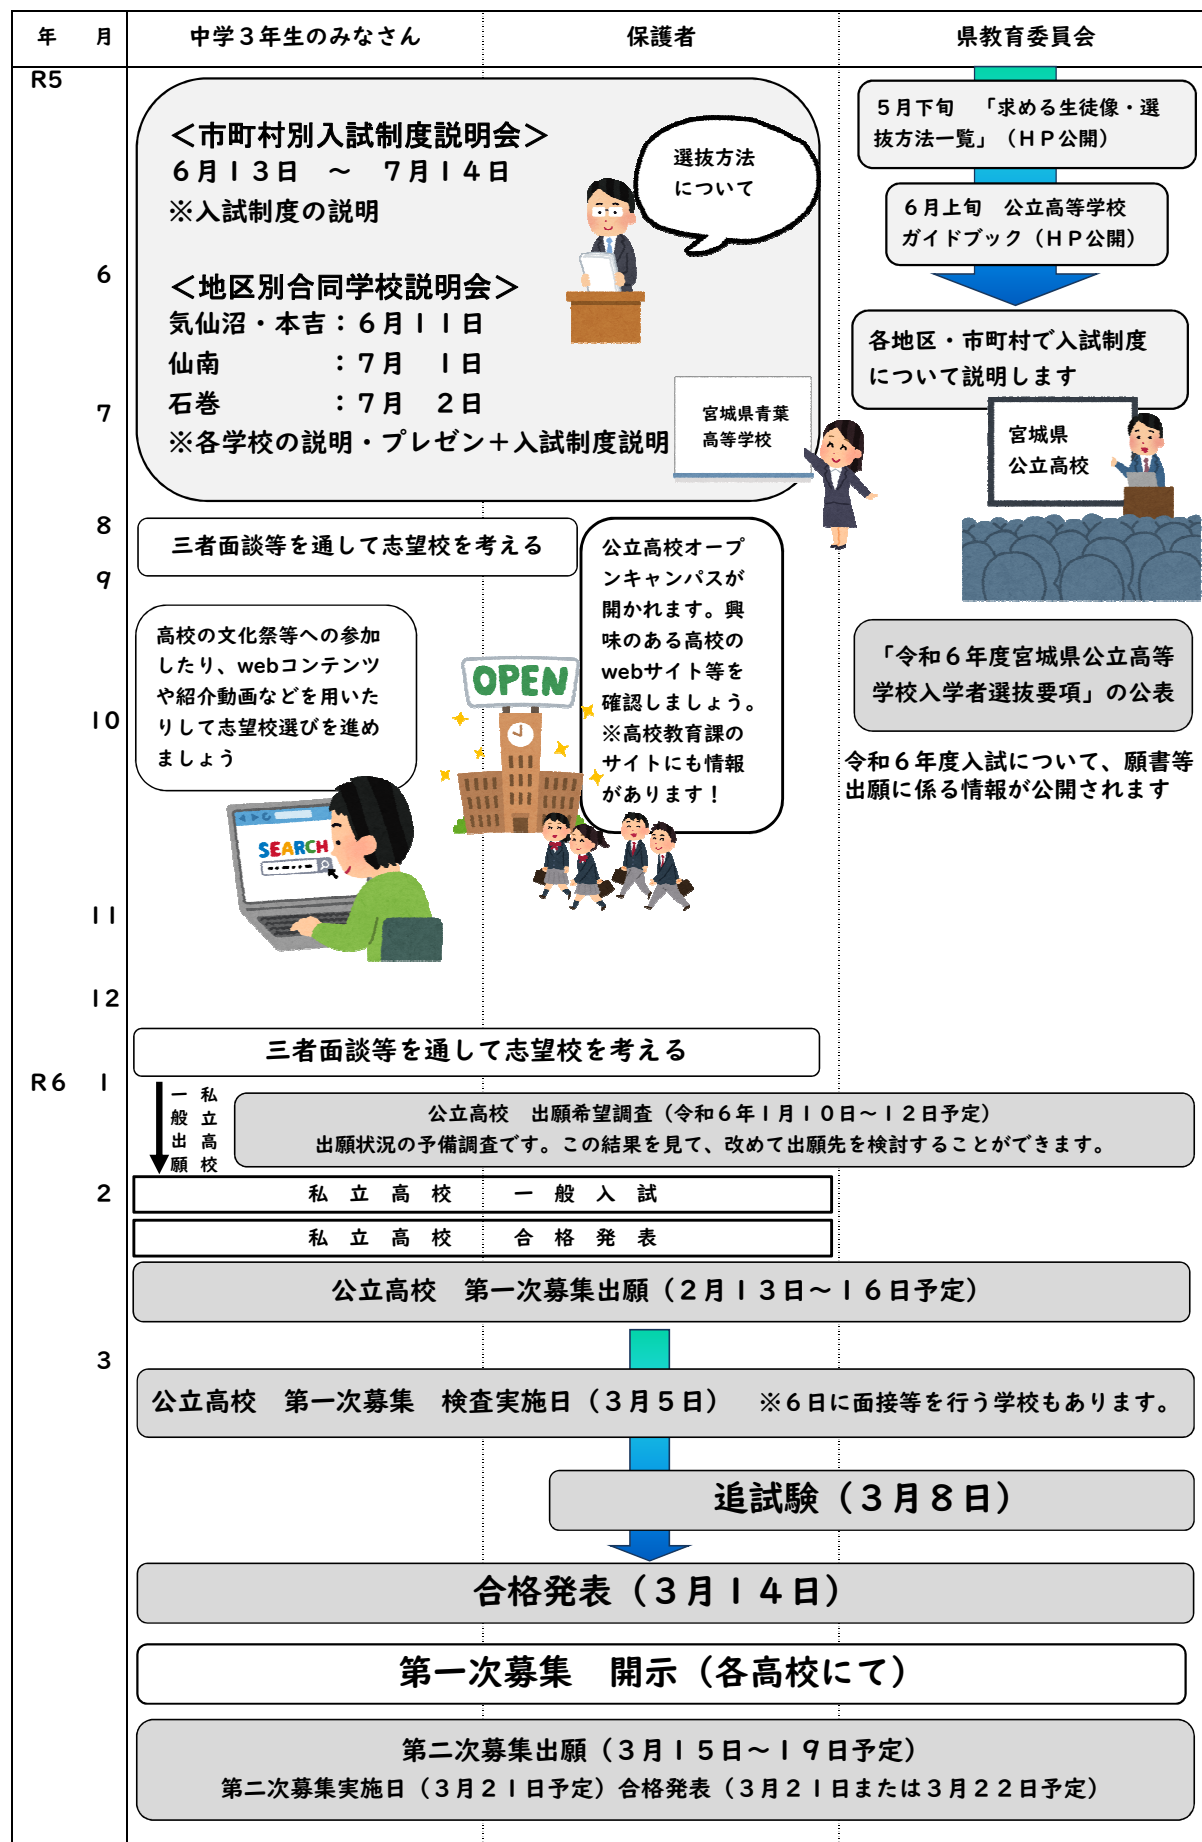 年　月　中学３年生のみなさん　保護者　県教育委員会
R5
＜市町村別入試制度説明会＞
６月１３日　～　７月１４日
※入試制度の説明
＜地区別合同学校説明会＞
気仙沼・本吉：６月１１日
仙南　　　　：７月　１日
石巻　　　　：７月　２日
※各学校の説明・プレゼン＋入試制度説明
選抜方法
について
宮城県青葉
高等学校
５月下旬　「求める生徒像・選
抜方法一覧」（ＨＰ公開）
６月上旬　公立高等学校
ガイドブック（ＨＰ公開）
各地区・市町村で入試制度
について説明します
宮城県
公立高校
6
7
8
三者面談等を通して志望校を考える
9
公立高校オープ
ンキャンパスが
開かれます。興
味のある高校の
webサイト等を
確認しましょう。
※高校教育課の
サイトにも情報
があります！
高校の文化祭等への参加
したり、webコンテンツ
や紹介動画などを用いた
りして志望校選びを進め
ましょう
OPEN
SEARCH
「令和６年度宮城県公立高等
学校入学者選抜要項」の公表
令和６年度入試について、願書等
出願に係る情報が公開されます
10
11
12
三者面談等を通して志望校を考える
R6　1
私立高校
一般出願
公立高校　出願希望調査（令和６年１月１０日～１２日予定）
出願状況の予備調査です。この結果を見て、改めて出願先を検討することができます。
2
私　立　高　校　　　一　般　入　試
私　立　高　校　　　合　格　発　表
公立高校　第一次募集出願（２月１３日～１６日予定）
3
公立高校　第一次募集　検査実施日（３月５日）　※６日に面接等を行う学校もあります。
追試験（３月８日）
合格発表（３月１４日）
第一次募集　開示（各高校にて）
第二次募集出願（３月１５日～１９日予定）
第二次募集実施日（３月２１日予定）合格発表（３月２１日または３月２２日予定）